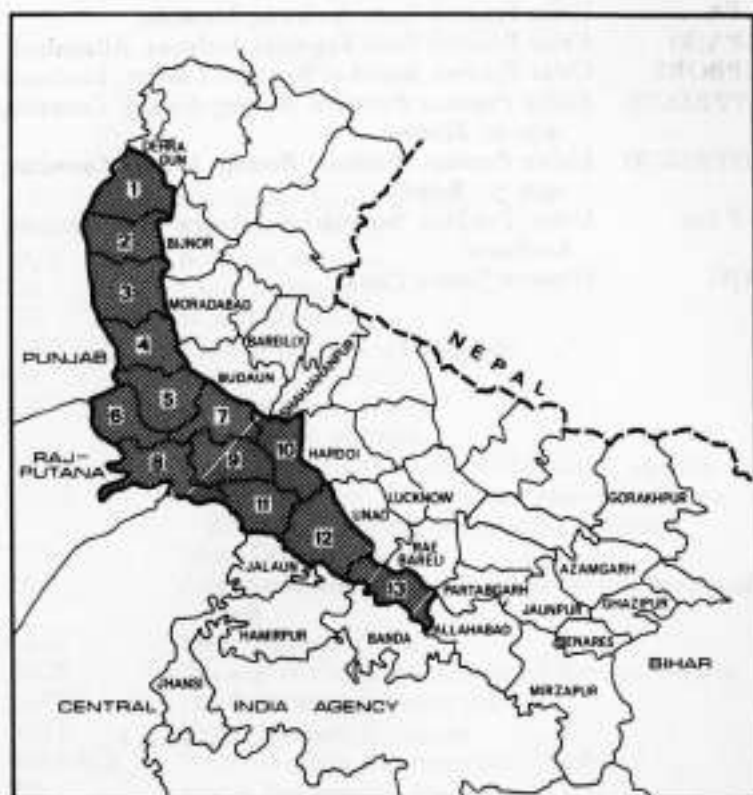 DEHRA
DUN
1
2
BIJNOR
3
MORADABAD
4
BAREILLY
PUNJAB
NEPAL
BUDAUN
SHAHJAHANPUR
5
6
7
RAJ-
PUTANA
8
9
10
HARDOI
11
LUCKNOW
GORAKHPUR
UNAO
12
RAE
BARELI
JALAUN
AZAMGARH
13
PARTABGARH
JAUNPUR
GHAZIPUR
HAMIRPUR
BANDA
ALLAHABAD
BENARES
BIHAR
JHANSI
MIRZAPUR
CENTRAL INDIA AGENCY